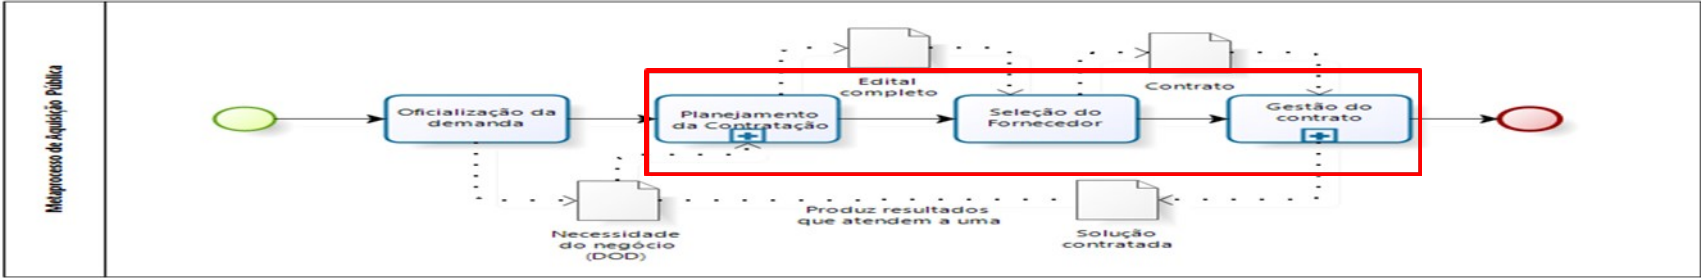 Metaprocesso de Aquisição Pública
Oficialização da
demanda
Planejamento
da Contratação
Edital
completo
Seleção do
Fornecedor
Contrato
Gestão do
contrato
Necessidade
do negócio
(DOD)
Produz resultados
que atendem a uma
Solução
contratada